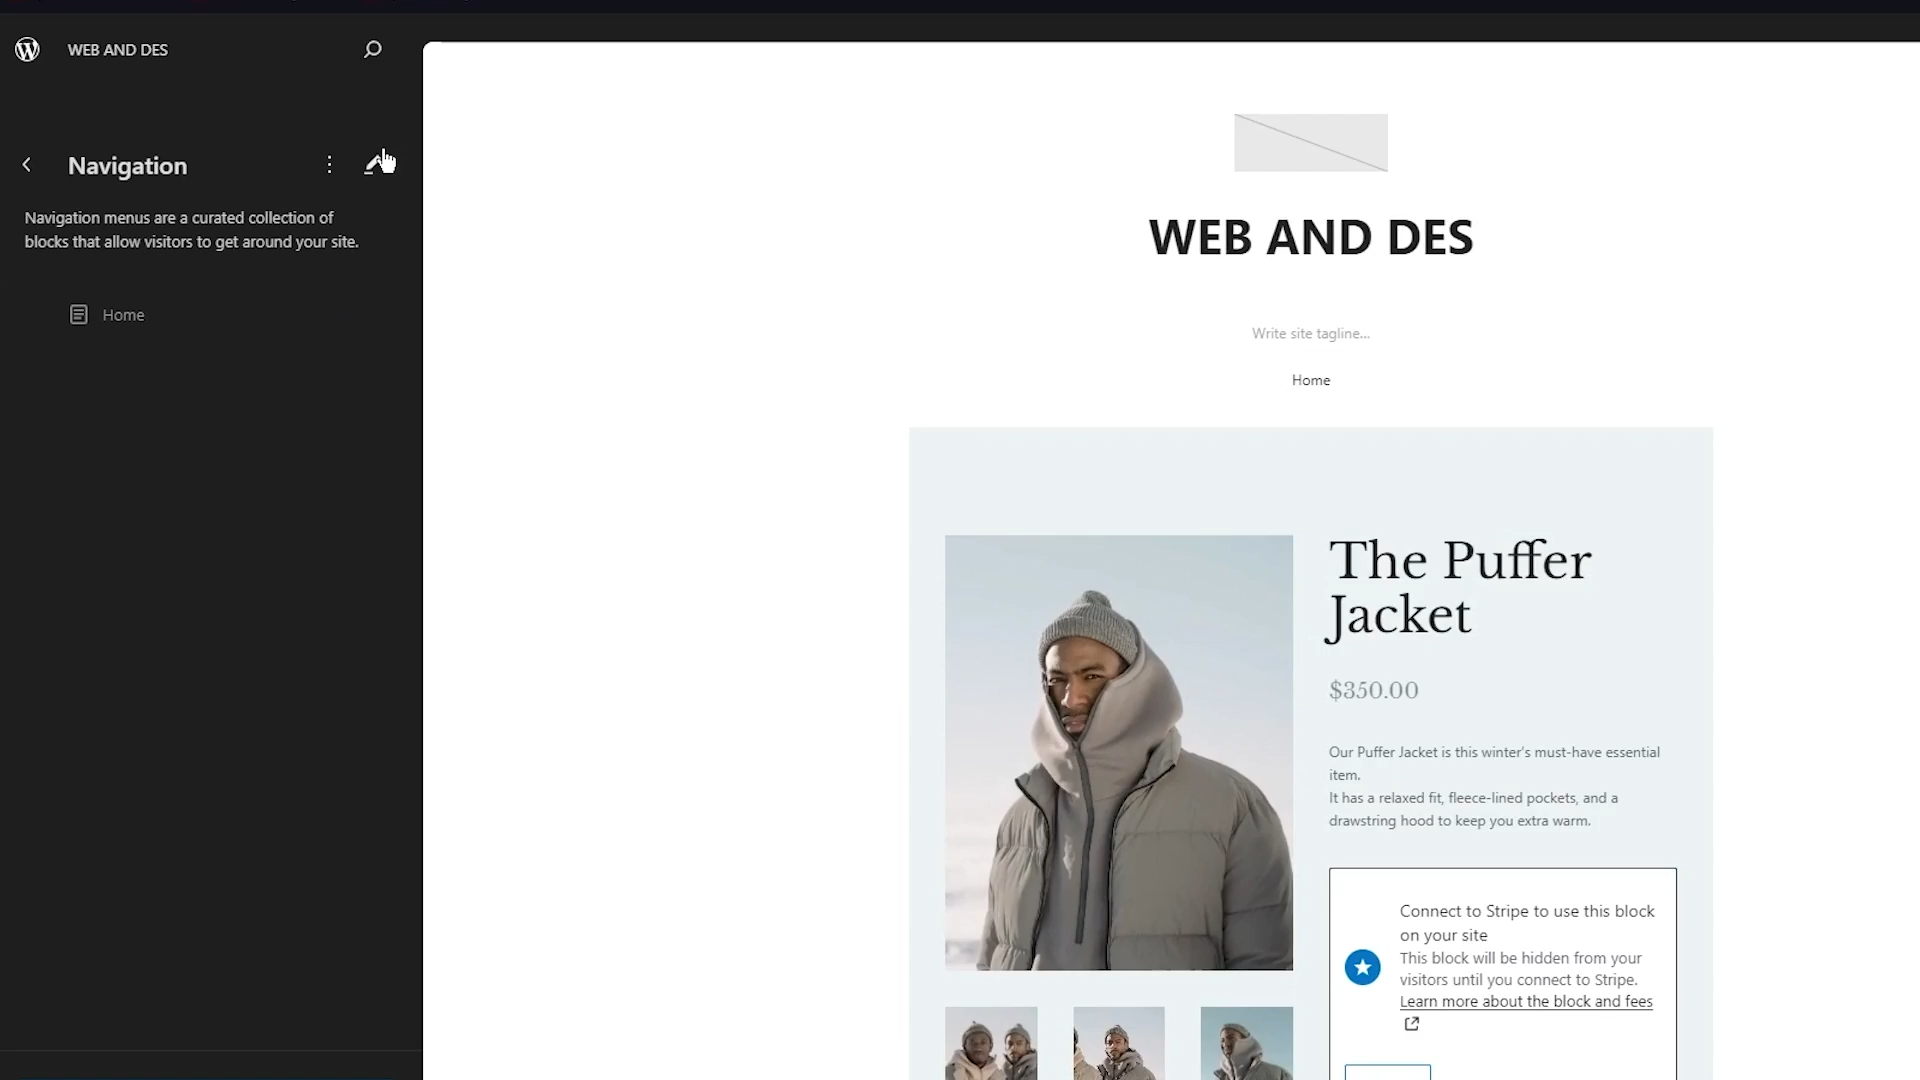 WEB AND DES
Navigation
Navigation menus are a curated collection of
blocks that allow visitors to get around your site.
Home
WEB AND DES
Write site tagline...
Home
The Puffer
Jacket
$350.00
Our Puffer Jacket is this winter's must-have essential
item.
It has a relaxed fit, fleece-lined pockets, and a
drawstring hood to keep you extra warm.
Connect to Stripe to use this block
on your site
This block will be hidden from your
visitors until you connect to Stripe.
Learn more about the block and fees